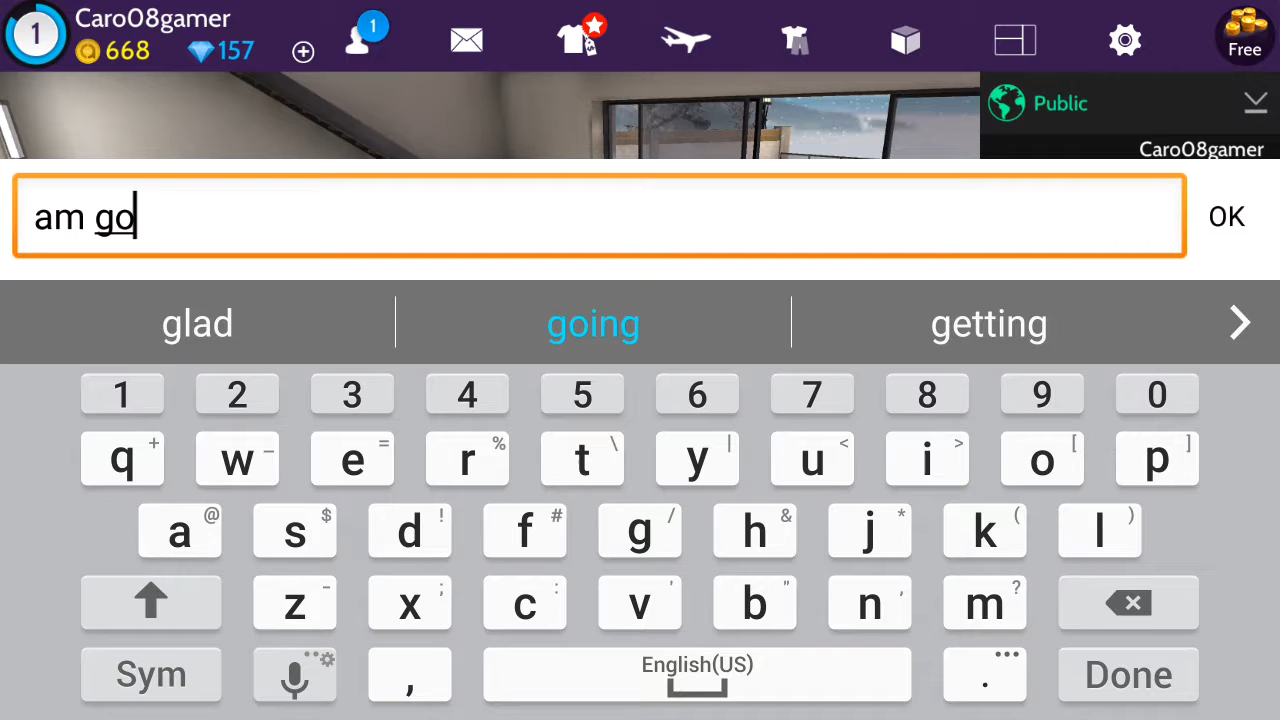 1 Caro08gamer 1
668 157 Free
Public
Caro08gamer
am go OK
glad going getting
1 2 3 4 5 6 7 8 9 0
q + w - e = r % t \ y | u < i > o [ p ]
a @ s $ d ! f # g / h & j * k ( l )
z - x ; c : v ' b " n , m ?
Sym , English(US) . Done